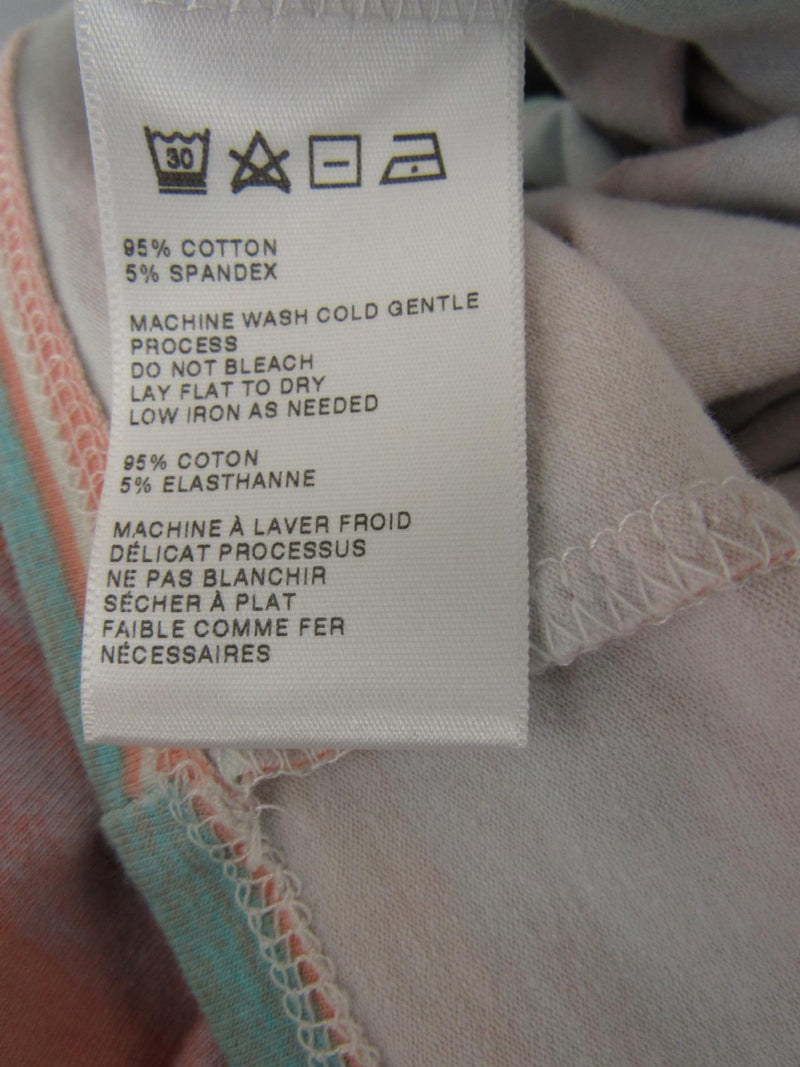 30
95% COTTON
5% SPANDEX
MACHINE WASH COLD GENTLE
PROCESS
DO NOT BLEACH
LAY FLAT TO DRY
LOW IRON AS NEEDED
95% COTON
5% ELASTHANNE
MACHINE À LAVER FROID
DÉLICAT PROCESSUS
NE PAS BLANCHIR
SÉCHER À PLAT
FAIBLE COMME FER
NÉCESSAIRES